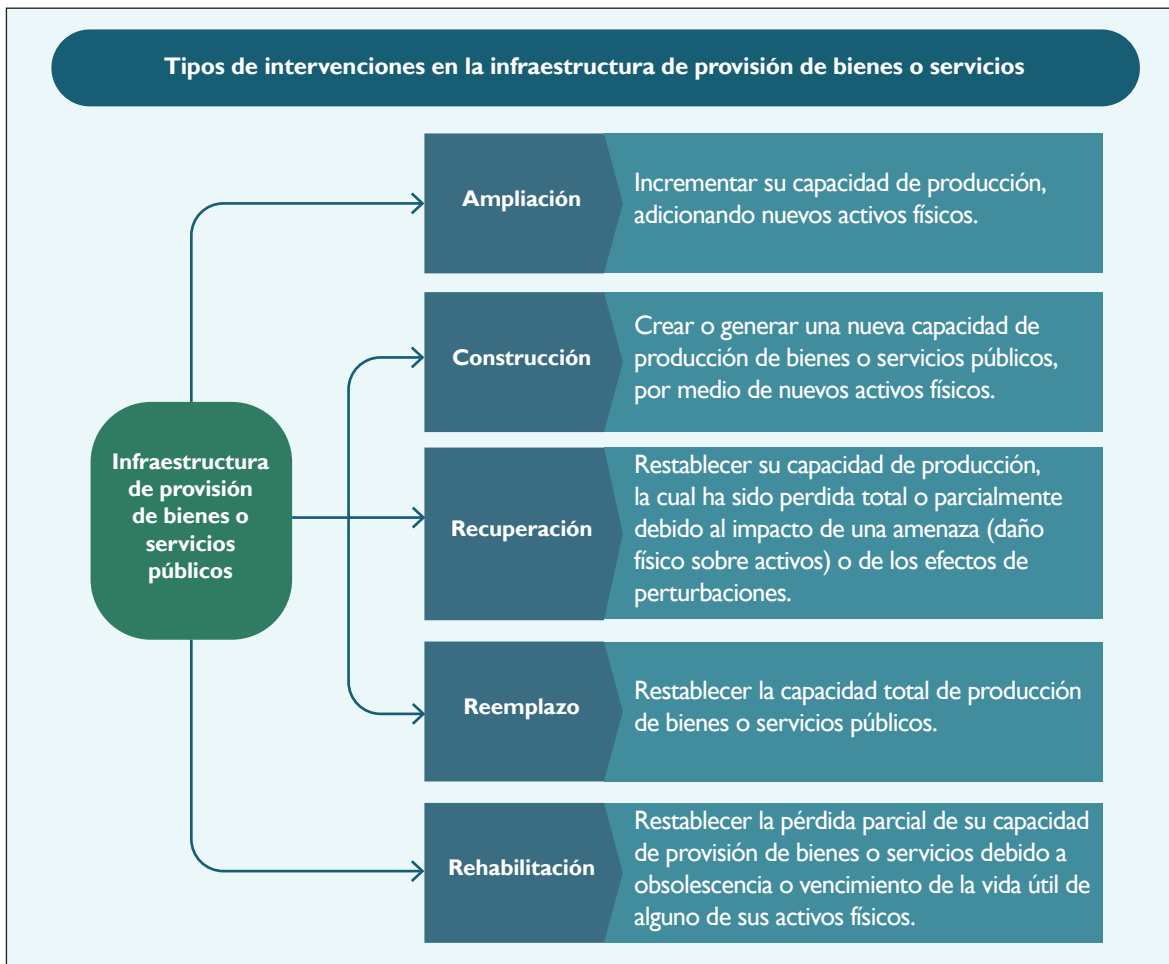 Tipos de intervenciones en la infraestructura de provisión de bienes o servicios
Infraestructura
de provisión
de bienes o
servicios
públicos
Ampliación
Incrementar su capacidad de producción,
adicionando nuevos activos físicos.
Construcción
Crear o generar una nueva capacidad de
producción de bienes o servicios públicos,
por medio de nuevos activos físicos.
Recuperación
Restablecer su capacidad de producción,
la cual ha sido perdida total o parcialmente
debido al impacto de una amenaza (daño
físico sobre activos) o de los efectos de
perturbaciones.
Reemplazo
Restablecer la capacidad total de producción
de bienes o servicios públicos.
Rehabilitación
Restablecer la pérdida parcial de su capacidad
de provisión de bienes o servicios debido a
obsolescencia o vencimiento de la vida útil de
alguno de sus activos físicos.